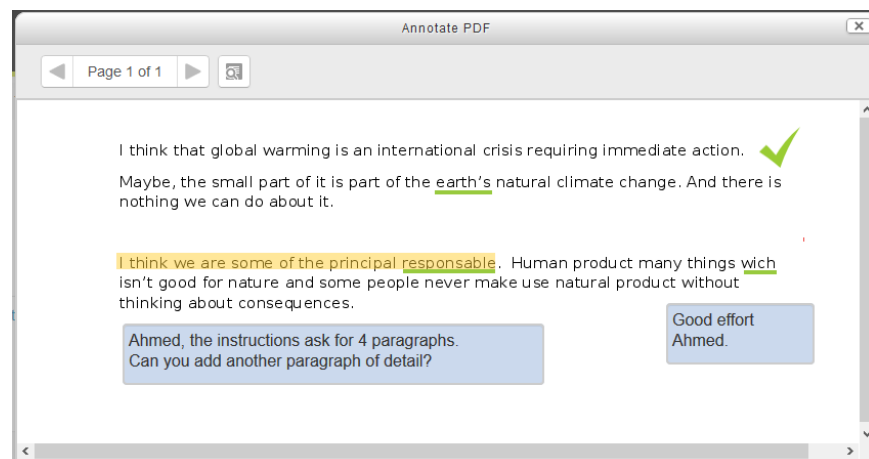 Annotate PDF
Page 1 of 1
I think that global warming is an international crisis requiring immediate action.
Maybe, the small part of it is part of the earth's natural climate change. And there is
nothing we can do about it.
I think we are some of the principal responsable. Human product many things wich
isn't good for nature and some people never make use natural product without
thinking about consequences.
Ahmed, the instructions ask for 4 paragraphs.
Can you add another paragraph of detail?
Good effort
Ahmed.